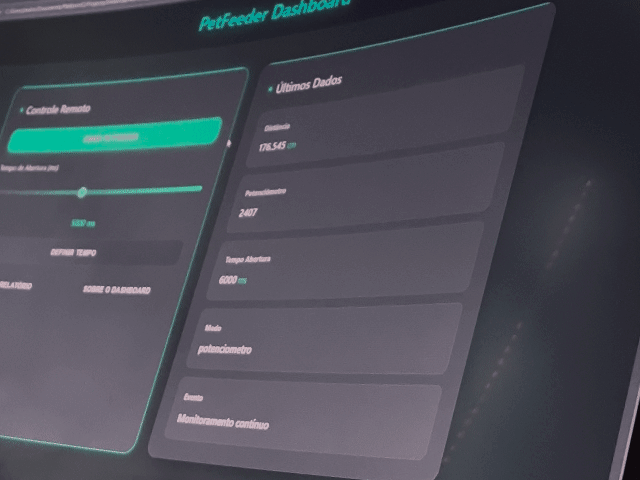 PetFeeder Dashboard
Controle Remoto
Tempo de Abertura (ms)
5000 ms
DEFINIR TEMPO
RELATÓRIO
SOBRE O DASHBOARD
Últimos Dados
Distância
176.545 cm
Potenciômetro
2407
Tempo Abertura
6000 ms
Modo
potenciometro
Evento
Monitoramento contínuo